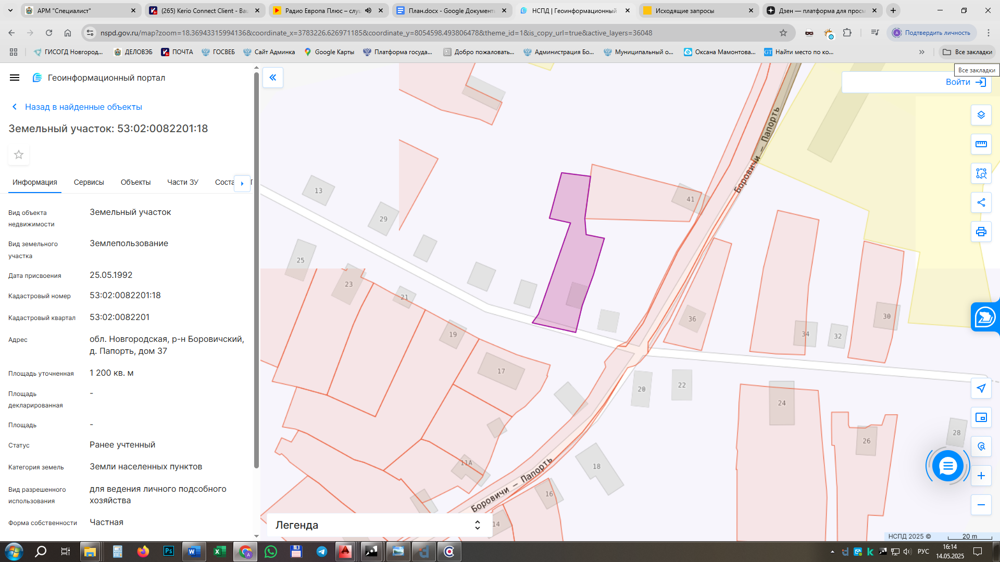 АРМ "Специалист"
(265) Kerio Connect Client - Ваш
Радио Европа Плюс – слуш
План.docx - Google Документы
НСПД | Геоинформационный
Исходящие запросы
Дзен — платформа для просм
nspd.gov.ru/map?zoom=18.36943315994136&coordinate_x=3783226.626971185&coordinate_y=8054598.493806478&theme_id=1&is_copy_url=true&active_layers=36048
Подтвердить личность
ГИСОГД Новгород...
ДЕЛОВЭБ
ПОЧТА
ГОСВЕБ
Сайт Админка
Google Карты
Платформа госуда...
Добро пожаловать...
Администрация Бо...
Муниципальный о...
Оксана Мамонтова...
Найти место по ко...
Все закладки
Все закладки
Геоинформационный портал
Войти
Назад в найденные объекты
Земельный участок: 53:02:0082201:18
Информация
Сервисы
Объекты
Части ЗУ
Соста
Вид объекта недвижимости
Земельный участок
Вид земельного участка
Землепользование
Дата присвоения
25.05.1992
Кадастровый номер
53:02:0082201:18
Кадастровый квартал
53:02:0082201
Адрес
обл. Новгородская, р-н Боровичский,
д. Папорть, дом 37
Площадь уточненная
1 200 кв. м
Площадь декларированная
-
Площадь
-
Статус
Ранее учтенный
Категория земель
Земли населенных пунктов
Вид разрешенного использования
для ведения личного подсобного
хозяйства
Форма собственности
Частная
Боровичи — Папорть
13
41
29
25
23
21
19
36
34
32
30
17
20
22
24
28
26
11А
18
16
14
Боровичи — Папорть
Легенда
НСПД 2025 ©
20 m
РУС
16:14
14.05.2025